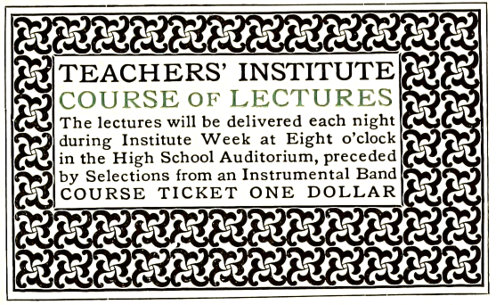 TEACHERS' INSTITUTE
COURSE OF LECTURES
The lectures will be delivered each night
during Institute Week at Eight o'clock
in the High School Auditorium, preceded
by Selections from an Instrumental Band
COURSE TICKET ONE DOLLAR